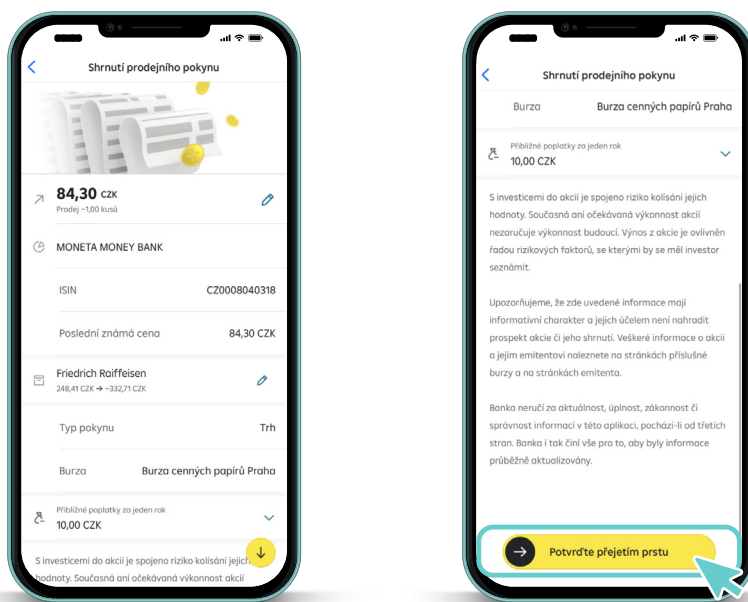 Shrnutí prodejního pokynu
84,30 CZK
Prodej ~1,00 kusů
MONETA MONEY BANK
ISIN CZ0008040318
Poslední známá cena 84,30 CZK
Friedrich Raiffeisen
248,41 CZK → ~332,71 CZK
Typ pokynu Trh
Burza Burza cenných papírů Praha
Přibližné poplatky za jeden rok
10,00 CZK
S investicemi do akcií je spojeno riziko kolísání jejich
hodnoty. Současná ani očekávaná výkonnost akcií
Shrnutí prodejního pokynu
Burza Burza cenných papírů Praha
Přibližné poplatky za jeden rok
10,00 CZK
S investicemi do akcií je spojeno riziko kolísání jejich
hodnoty. Současná ani očekávaná výkonnost akcií
nezaručuje výkonnost budoucí. Výnos z akcie je ovlivněn
řadou rizikových faktorů, se kterými by se měl investor
seznámit.
Upozorňujeme, že zde uvedené informace mají
informativní charakter a jejich účelem není nahradit
prospekt akcie či jeho shrnutí. Veškeré informace o akcii
a jejím emitentovi naleznete na stránkách příslušné
burzy a na stránkách emitenta.
Banka neručí za aktuálnost, úplnost, zákonnost či
správnost informací v této aplikaci, pochází-li od třetích
stran. Banka i tak činí vše pro to, aby byly informace
průběžně aktualizovány.
Potvrďte přejetím prstu